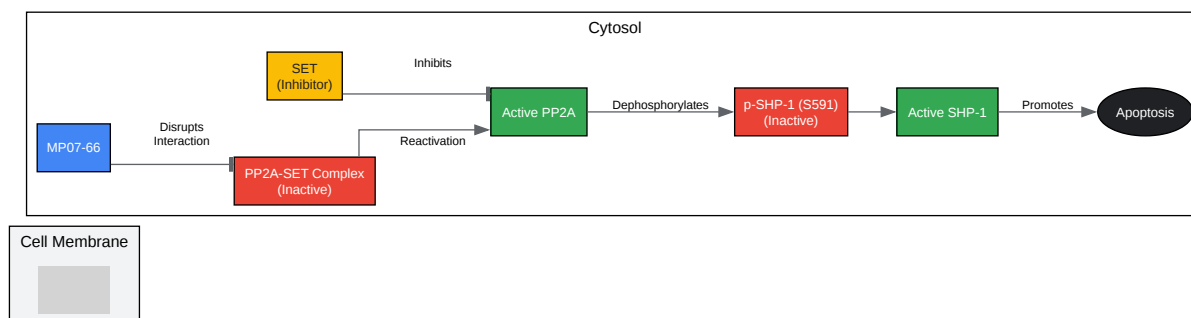 Cytosol
SET
(Inhibitor)
Inhibits
Active PP2A
Dephosphorylates
p-SHP-1 (S591)
(Inactive)
Active SHP-1
Promotes
Apoptosis
MP07-66
Disrupts
Interaction
PP2A-SET Complex
(Inactive)
Reactivation
Cell Membrane